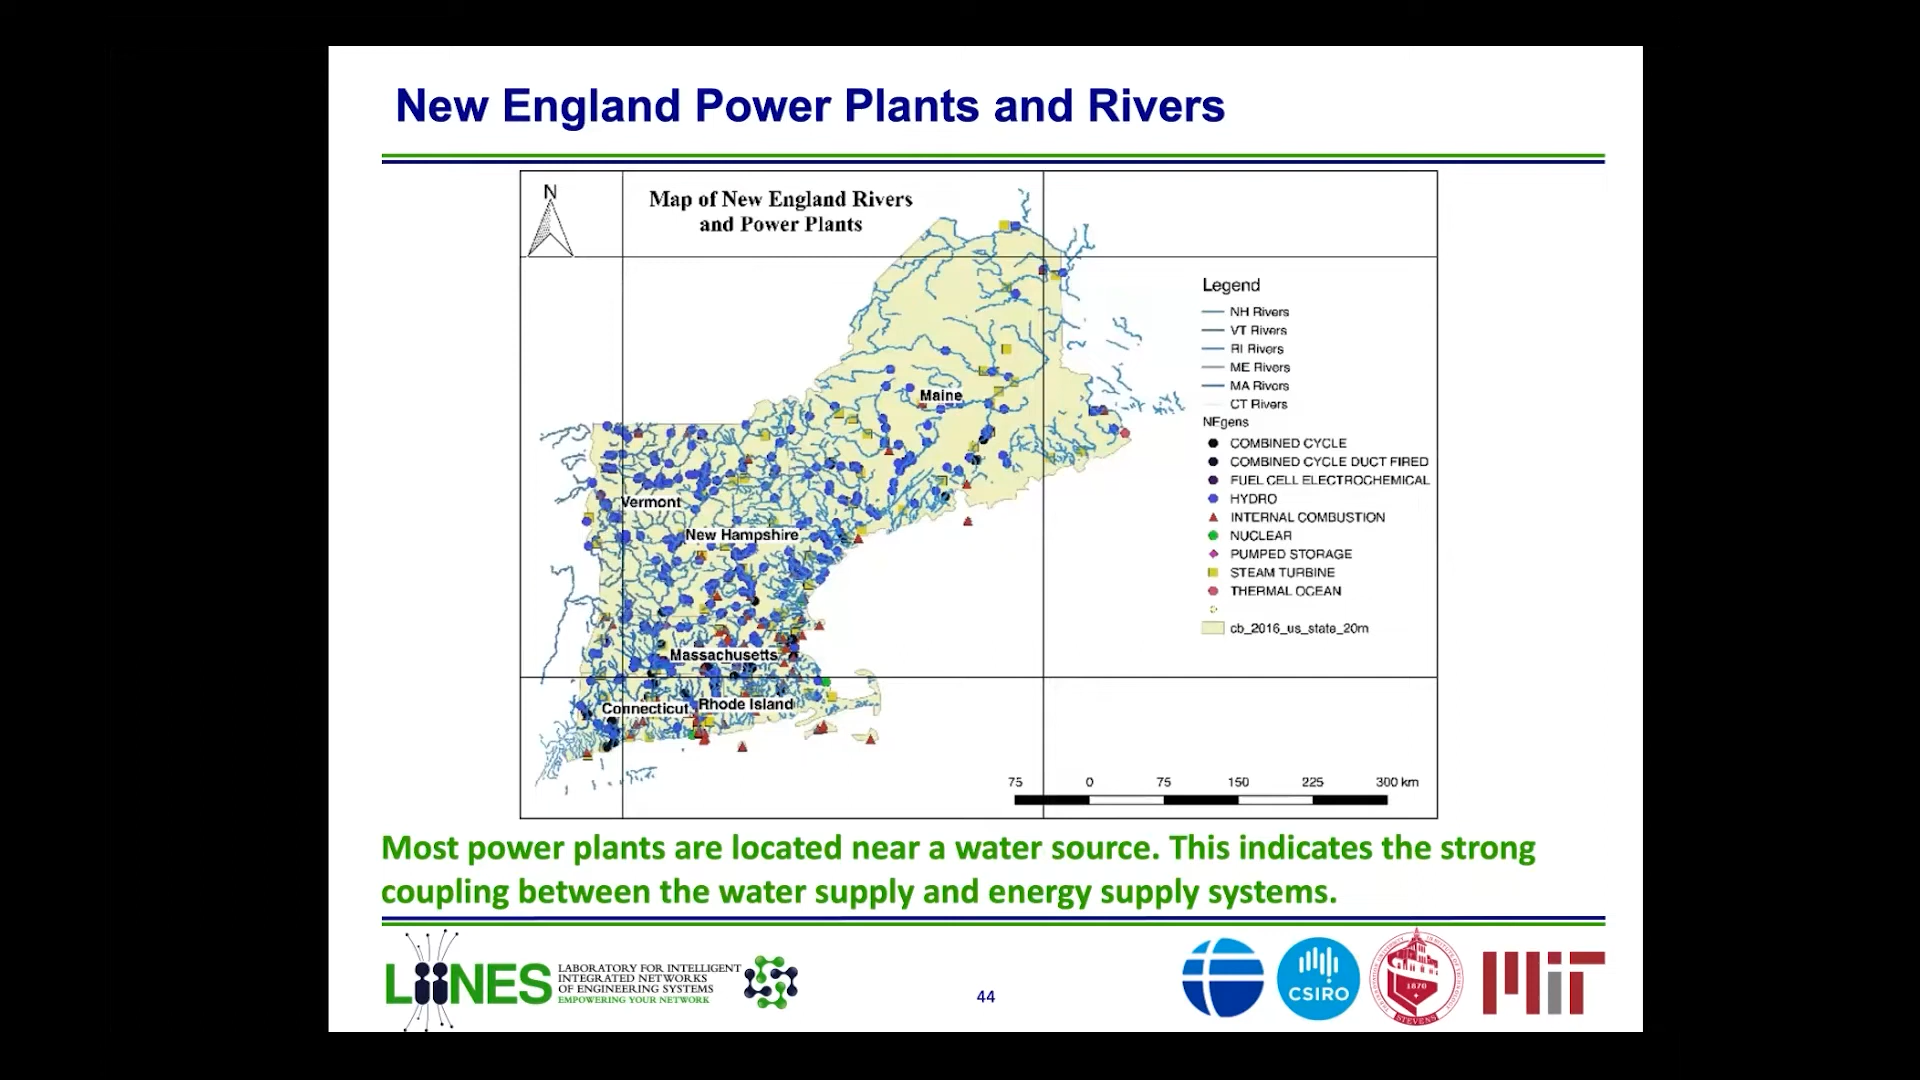 New England Power Plants and Rivers
N
Map of New England Rivers
and Power Plants
Maine
Vermont
New Hampshire
Massachusetts
Connecticut
Rhode Island
Legend
NH Rivers
VT Rivers
RI Rivers
ME Rivers
MA Rivers
CT Rivers
NEgens
COMBINED CYCLE
COMBINED CYCLE DUCT FIRED
FUEL CELL ELECTROCHEMICAL
HYDRO
INTERNAL COMBUSTION
NUCLEAR
PUMPED STORAGE
STEAM TURBINE
THERMAL OCEAN
cb_2016_us_state_20m
75 0 75 150 225 300 km
Most power plants are located near a water source. This indicates the strong
coupling between the water supply and energy supply systems.
LIINES
LABORATORY FOR INTELLIGENT
INTEGRATED NETWORKS
OF ENGINEERING SYSTEMS
EMPOWERING YOUR NETWORK
44
CSIRO
1870
STEVENS
MIT